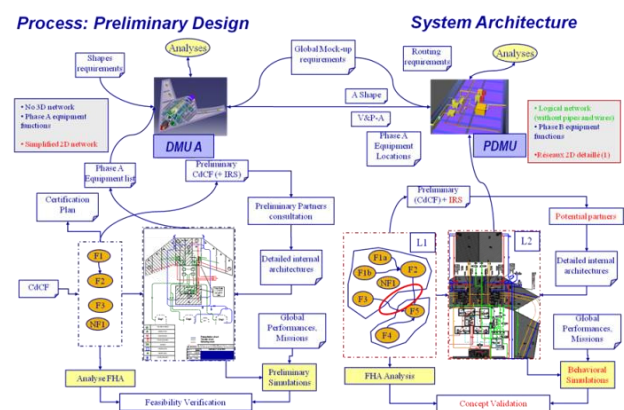 Process: Preliminary Design
System Architecture
Analyses
Shapes
requirements
Global Mock-up
requirements
Routing
requirements
Analyses
A Shape
V&P-A
Phase A
Equipment
Locations
• No 3D network
• Phase A equipment
functions
• Simplified 2D network
DMU A
PDMU
• Logical network
(without pipes and wires)
• Phase B equipment
functions
• Réseaux 2D détaillé (1)
Phase A
Equipment list
Preliminary
CdCF (+ IRS)
Certification
Plan
Preliminary Partners
consultation
Detailed internal
architectures
CdCF
F1
F2
F3
NF1
Global
Performances,
Missions
Analyse FHA
Preliminary
Simulations
Feasibility Verification
Preliminary
(CdCF) + IRS
Potential partners
L1
L2
F1a
F1b
F2
NF1
F3
F5
F4
Detailed internal
architectures
Global
Performances,
Missions
FHA Analysis
Behavioral
Simulations
Concept Validation